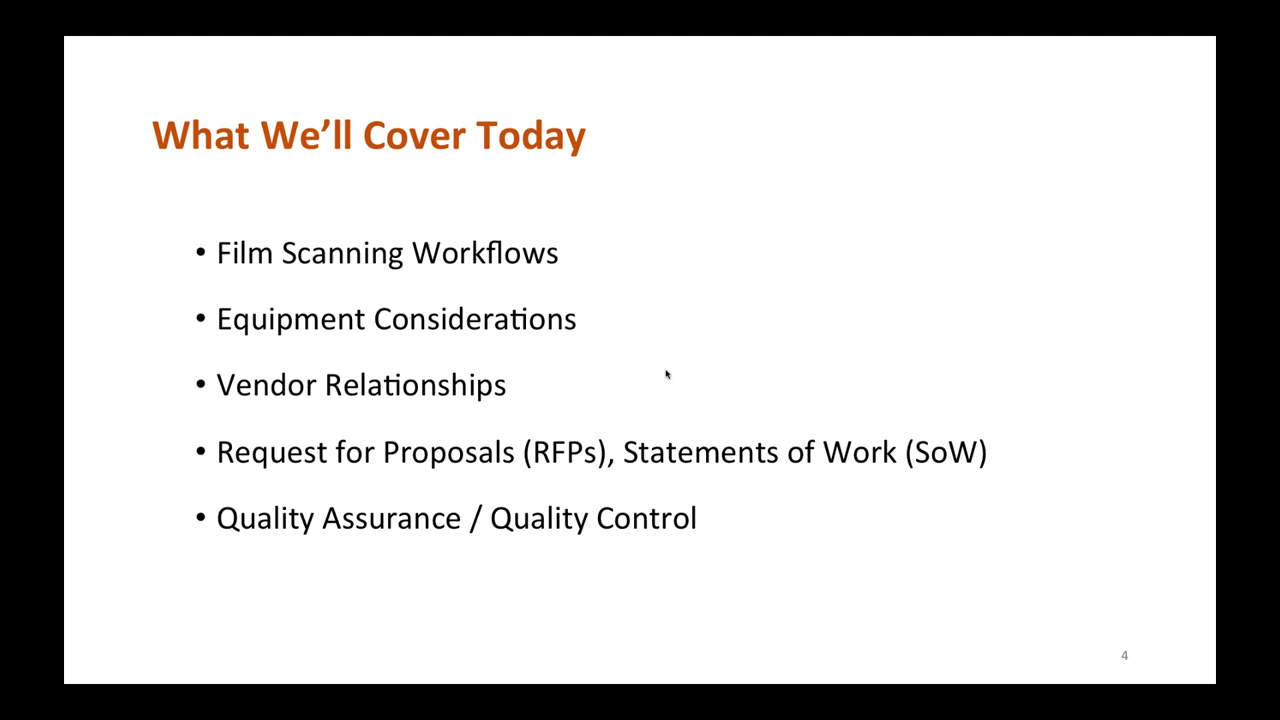 What We’ll Cover Today
• Film Scanning Workflows
• Equipment Considerations
• Vendor Relationships
• Request for Proposals (RFPs), Statements of Work (SoW)
• Quality Assurance / Quality Control
4